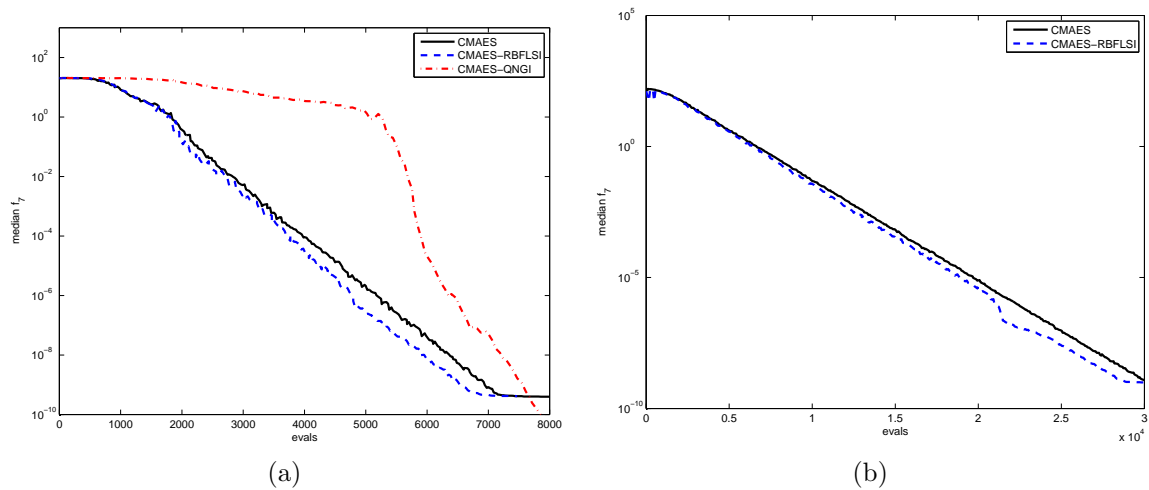 10^2
10^0
10^-2
10^-4
10^-6
10^-8
10^-10
median f_7
0 1000 2000 3000 4000 5000 6000 7000 8000
evals
CMAES
CMAES-RBFLSI
CMAES-QNGI
(a)
10^5
10^0
10^-5
10^-10
median f_7
0 0.5 1 1.5 2 2.5 3
x 10^4
evals
CMAES
CMAES-RBFLSI
(b)